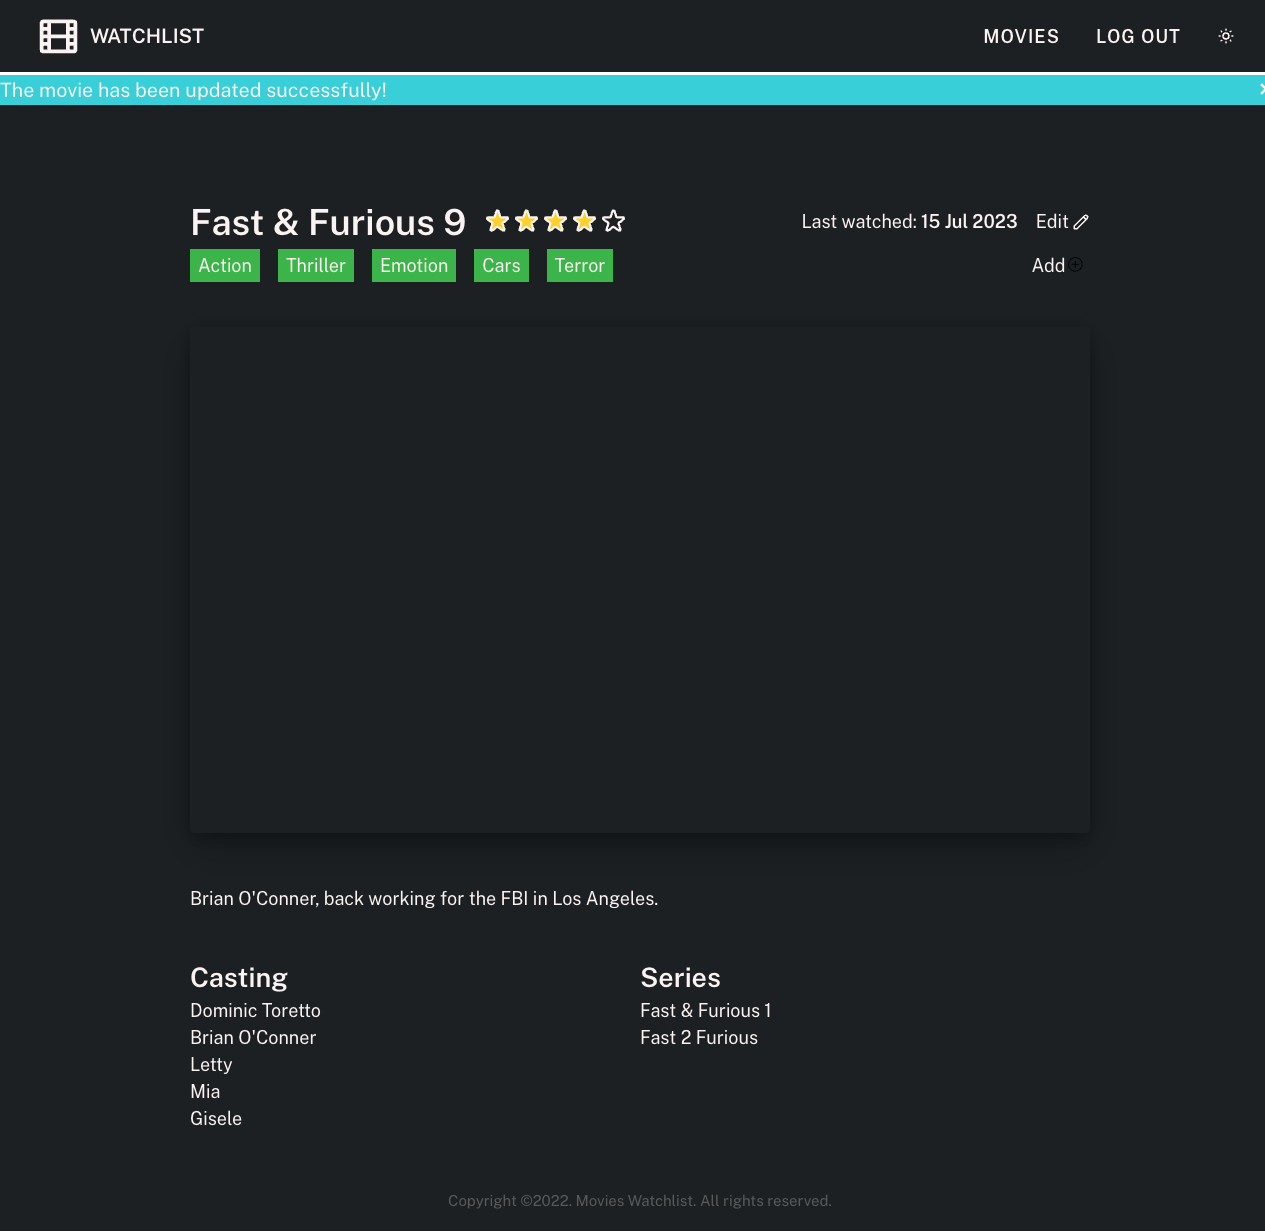 WATCHLIST
MOVIES
LOG OUT
The movie has been updated successfully!
Fast & Furious 9
Last watched: 15 Jul 2023
Edit
Action
Thriller
Emotion
Cars
Terror
Add
Brian O'Conner, back working for the FBI in Los Angeles.
Casting
Dominic Toretto
Brian O'Conner
Letty
Mia
Gisele
Series
Fast & Furious 1
Fast 2 Furious
Copyright ©2022. Movies Watchlist. All rights reserved.